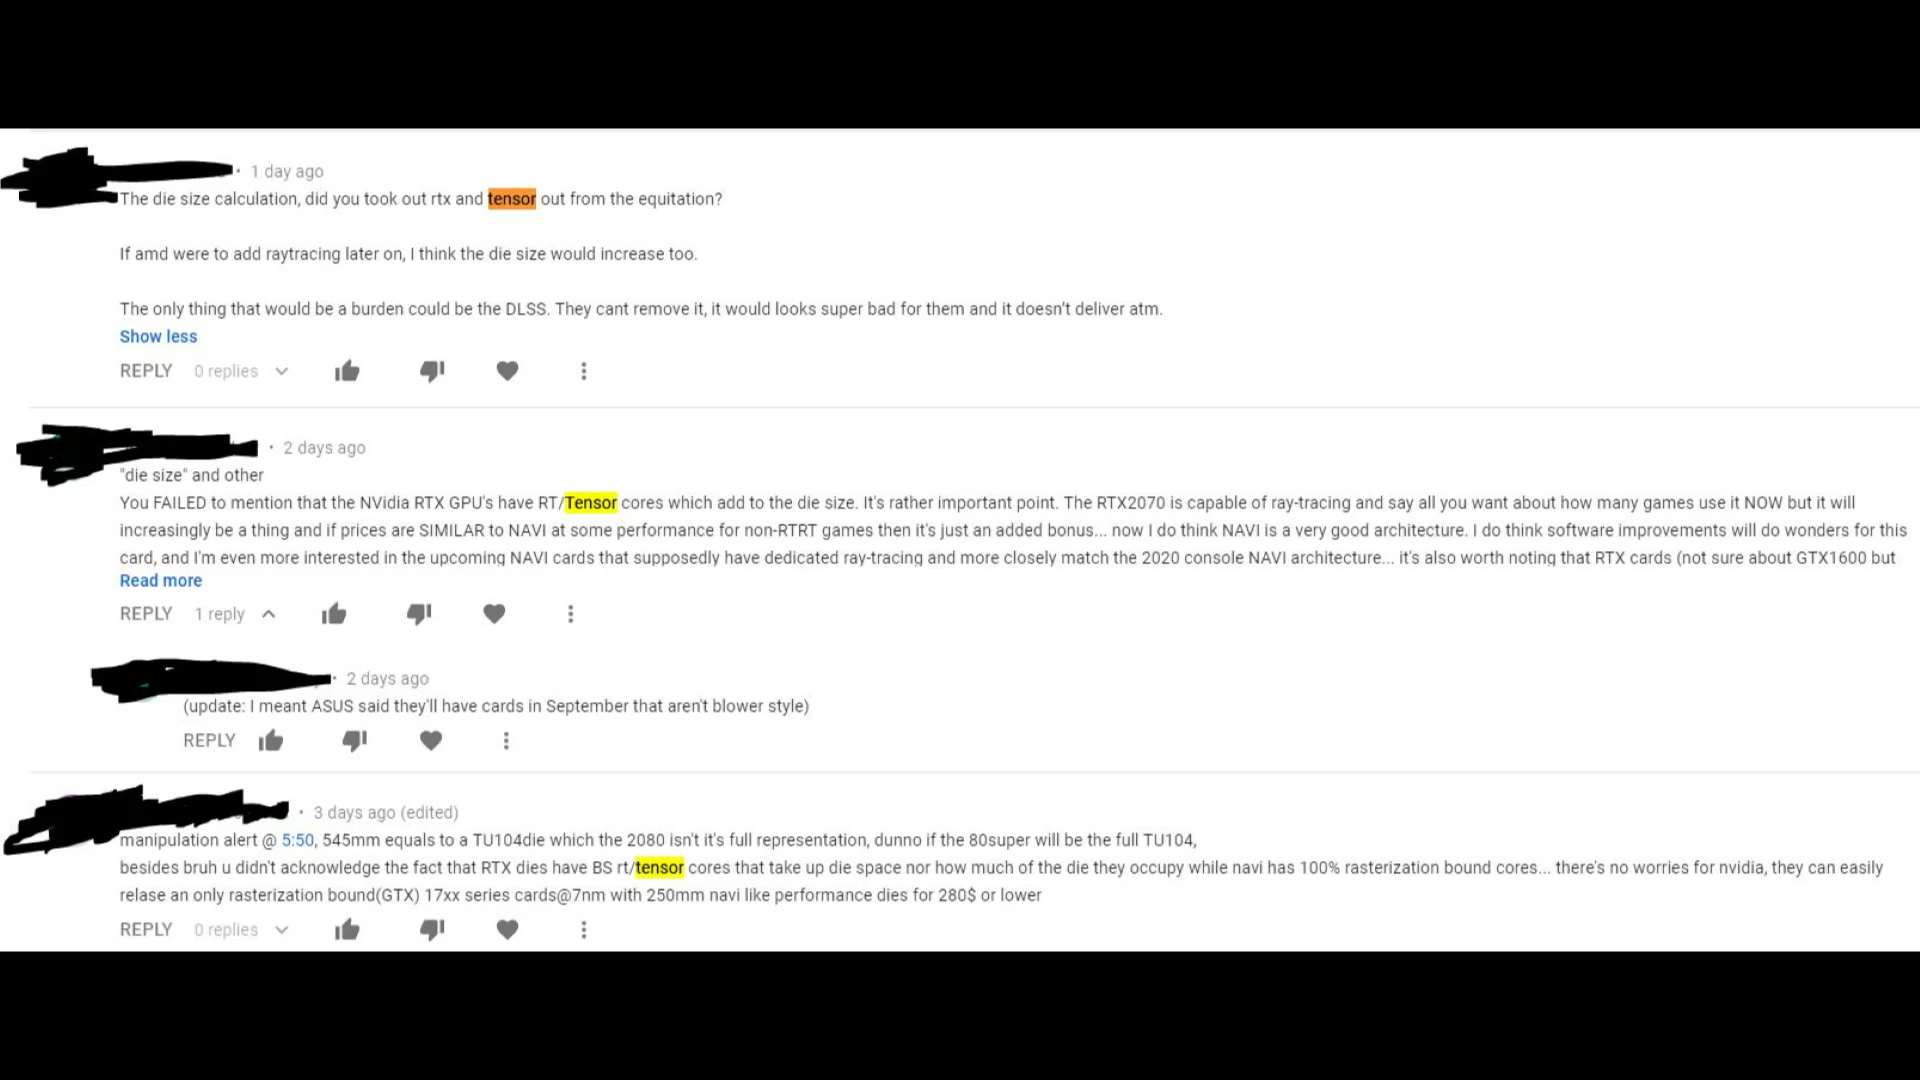 · 1 day ago
The die size calculation, did you took out rtx and tensor out from the equitation?
If amd were to add raytracing later on, I think the die size would increase too.
The only thing that would be a burden could be the DLSS. They cant remove it, it would looks super bad for them and it doesn't deliver atm.
Show less
REPLY 0 replies
· 2 days ago
"die size" and other
You FAILED to mention that the NVidia RTX GPU's have RT/Tensor cores which add to the die size. It's rather important point. The RTX2070 is capable of ray-tracing and say all you want about how many games use it NOW but it will
increasingly be a thing and if prices are SIMILAR to NAVI at some performance for non-RTRT games then it's just an added bonus... now I do think NAVI is a very good architecture. I do think software improvements will do wonders for this
card, and I'm even more interested in the upcoming NAVI cards that supposedly have dedicated ray-tracing and more closely match the 2020 console NAVI architecture... it's also worth noting that RTX cards (not sure about GTX1600 but
Read more
REPLY 1 reply
· 2 days ago
(update: I meant ASUS said they'll have cards in September that aren't blower style)
REPLY
· 3 days ago (edited)
manipulation alert @ 5:50, 545mm equals to a TU104die which the 2080 isn't it's full representation, dunno if the 80super will be the full TU104,
besides bruh u didn't acknowledge the fact that RTX dies have BS rt/tensor cores that take up die space nor how much of the die they occupy while navi has 100% rasterization bound cores... there's no worries for nvidia, they can easily
relase an only rasterization bound(GTX) 17xx series cards@7nm with 250mm navi like performance dies for 280$ or lower
REPLY 0 replies